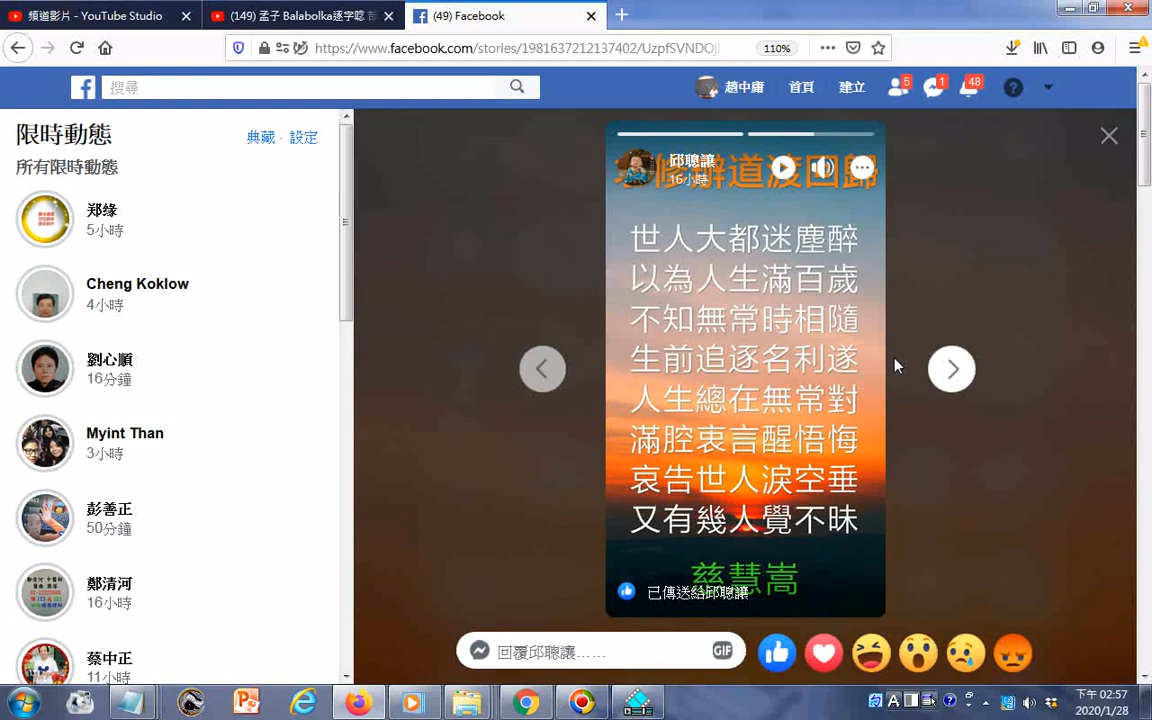 頻道影片 - YouTube Studio
(149) 孟子 Balabolka逐字唸
(49) Facebook
https://www.facebook.com/stories/1981637212137402/UzpfSVNDOj
110%
搜尋
趙中庸
首頁
建立
5
1
48
限時動態
典藏 · 設定
所有限時動態
郑缘
5小時
Cheng Koklow
4小時
劉心順
16分鐘
Myint Than
3小時
彭善正
50分鐘
鄭清河
16小時
蔡中正
11小時
修辦道渡回歸
邱聰讓
16小時
世人大都迷塵醉
以為人生滿百歲
不知無常時相隨
生前追逐名利遂
人生總在無常對
滿腔衷言醒悟悔
哀告世人淚空垂
又有幾人覺不昧
慈慧嵩
已傳送給邱聰讓
回覆邱聰讓......
GIF
下午 02:57
2020/1/28